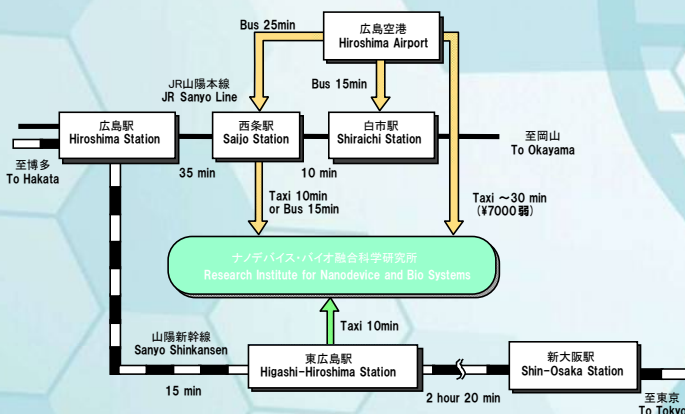 Bus 25min
広島空港
Hiroshima Airport
Bus 15min
JR山陽本線
JR Sanyo Line
広島駅
Hiroshima Station
西条駅
Saijo Station
白市駅
Shiraichi Station
至岡山
To Okayama
至博多
To Hakata
35 min
10 min
Taxi 10min
or Bus 15min
Taxi ～30 min
(¥7000弱)
ナノデバイス・バイオ融合科学研究所
Research Institute for Nanodevice and Bio Systems
Taxi 10min
山陽新幹線
Sanyo Shinkansen
東広島駅
Higashi-Hiroshima Station
新大阪駅
Shin-Osaka Station
15 min
2 hour 20 min
至東京
To Tokyo